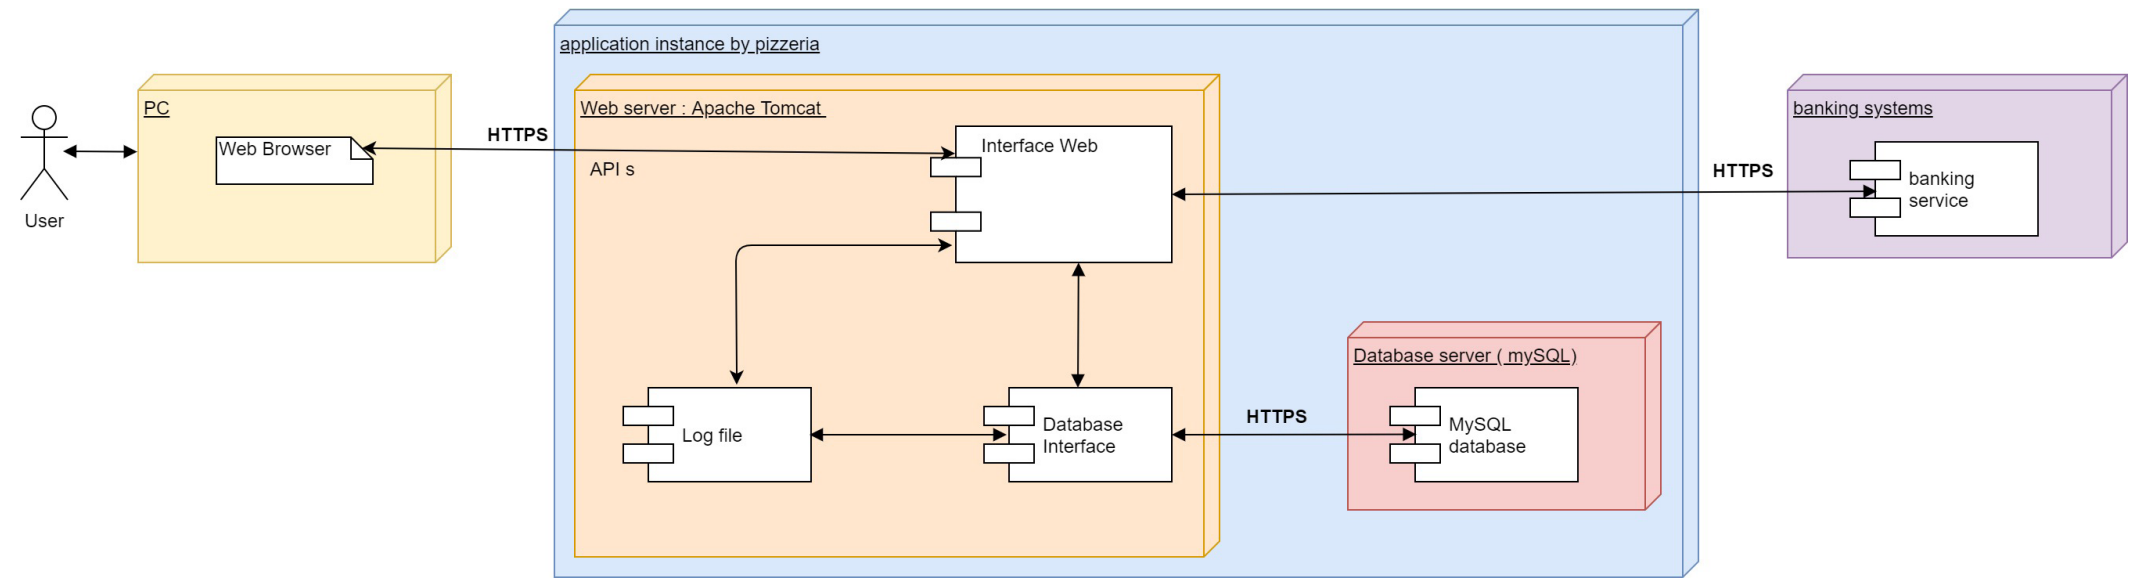 application instance by pizzeria
PC
Web server : Apache Tomcat
banking systems
HTTPS
Web Browser
Interface Web
API s
HTTPS
banking
service
User
Database server ( mySQL)
Log file
Database
Interface
HTTPS
MySQL
database